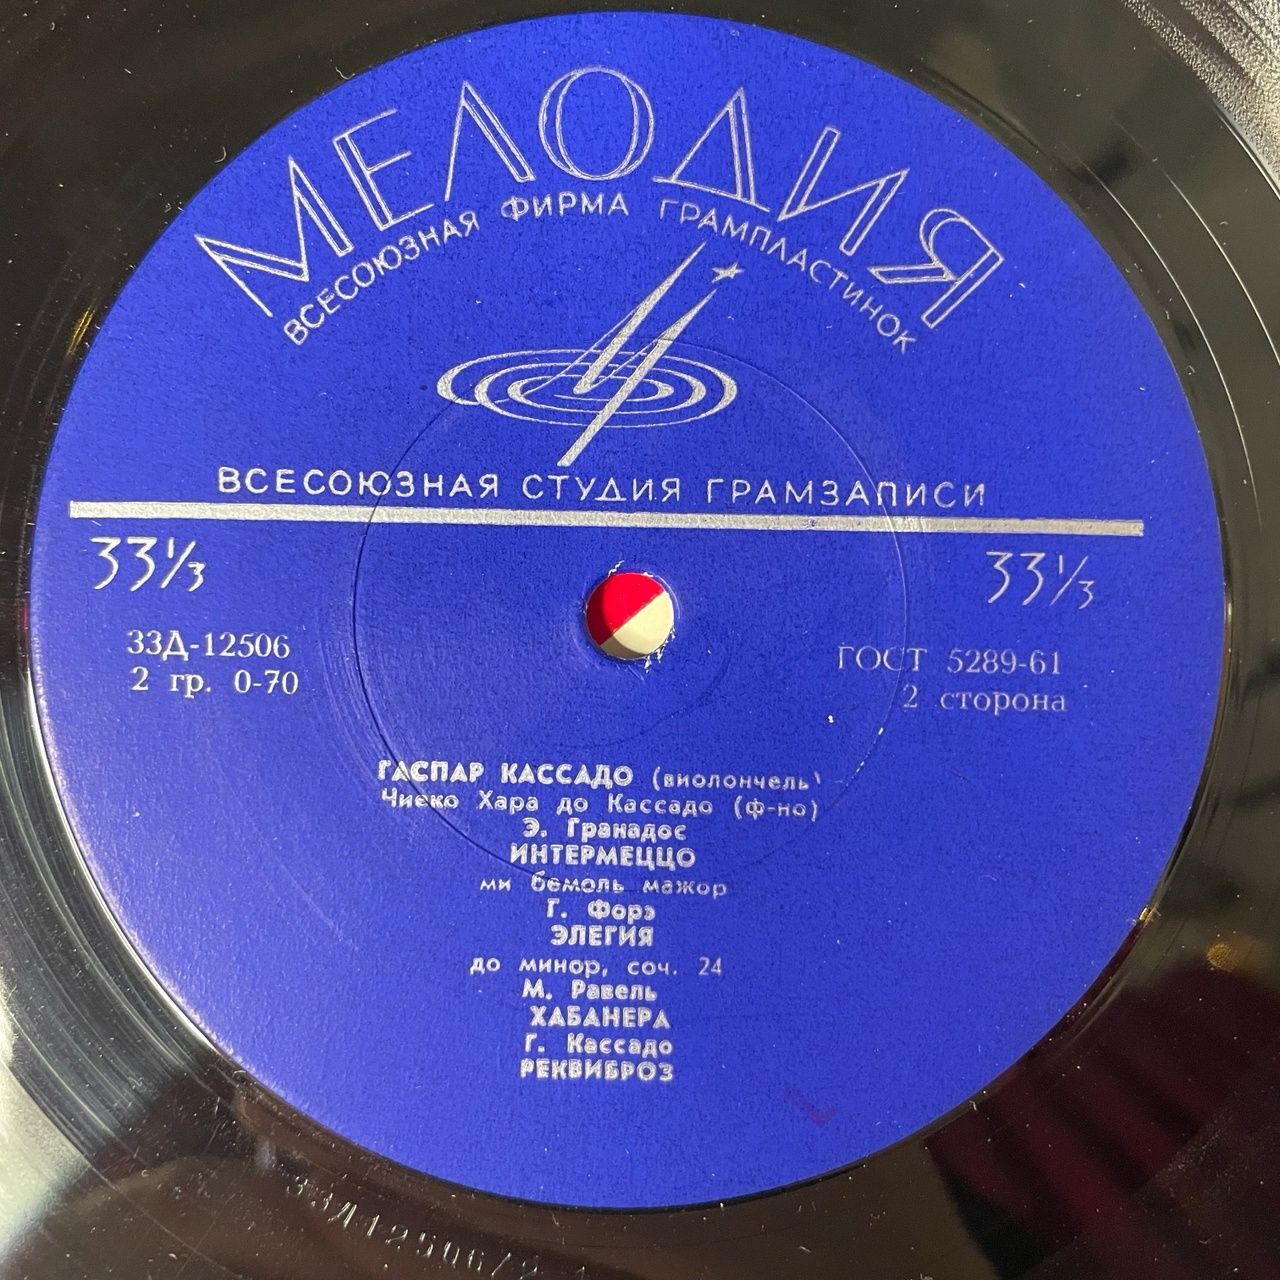 МЕЛОДИЯ
ВСЕСОЮЗНАЯ ФИРМА ГРАМПЛАСТИНОК
ВСЕСОЮЗНАЯ СТУДИЯ ГРАМЗАПИСИ
33⅓
33⅓
33Д-12506
2 гр. 0-70
ГОСТ 5289-61
2 сторона
ГАСПАР КАССАДО (виолончель)
Чиеко Хара до Кассадо (ф-но)
Э. Гранадос
ИНТЕРМЕЦЦО
ми бемоль мажор
Г. Форэ
ЭЛЕГИЯ
до минор, соч. 24
М. Равель
ХАБАНЕРА
Г. Кассадо
РЕКВИБРОЗ
33Д12506/2